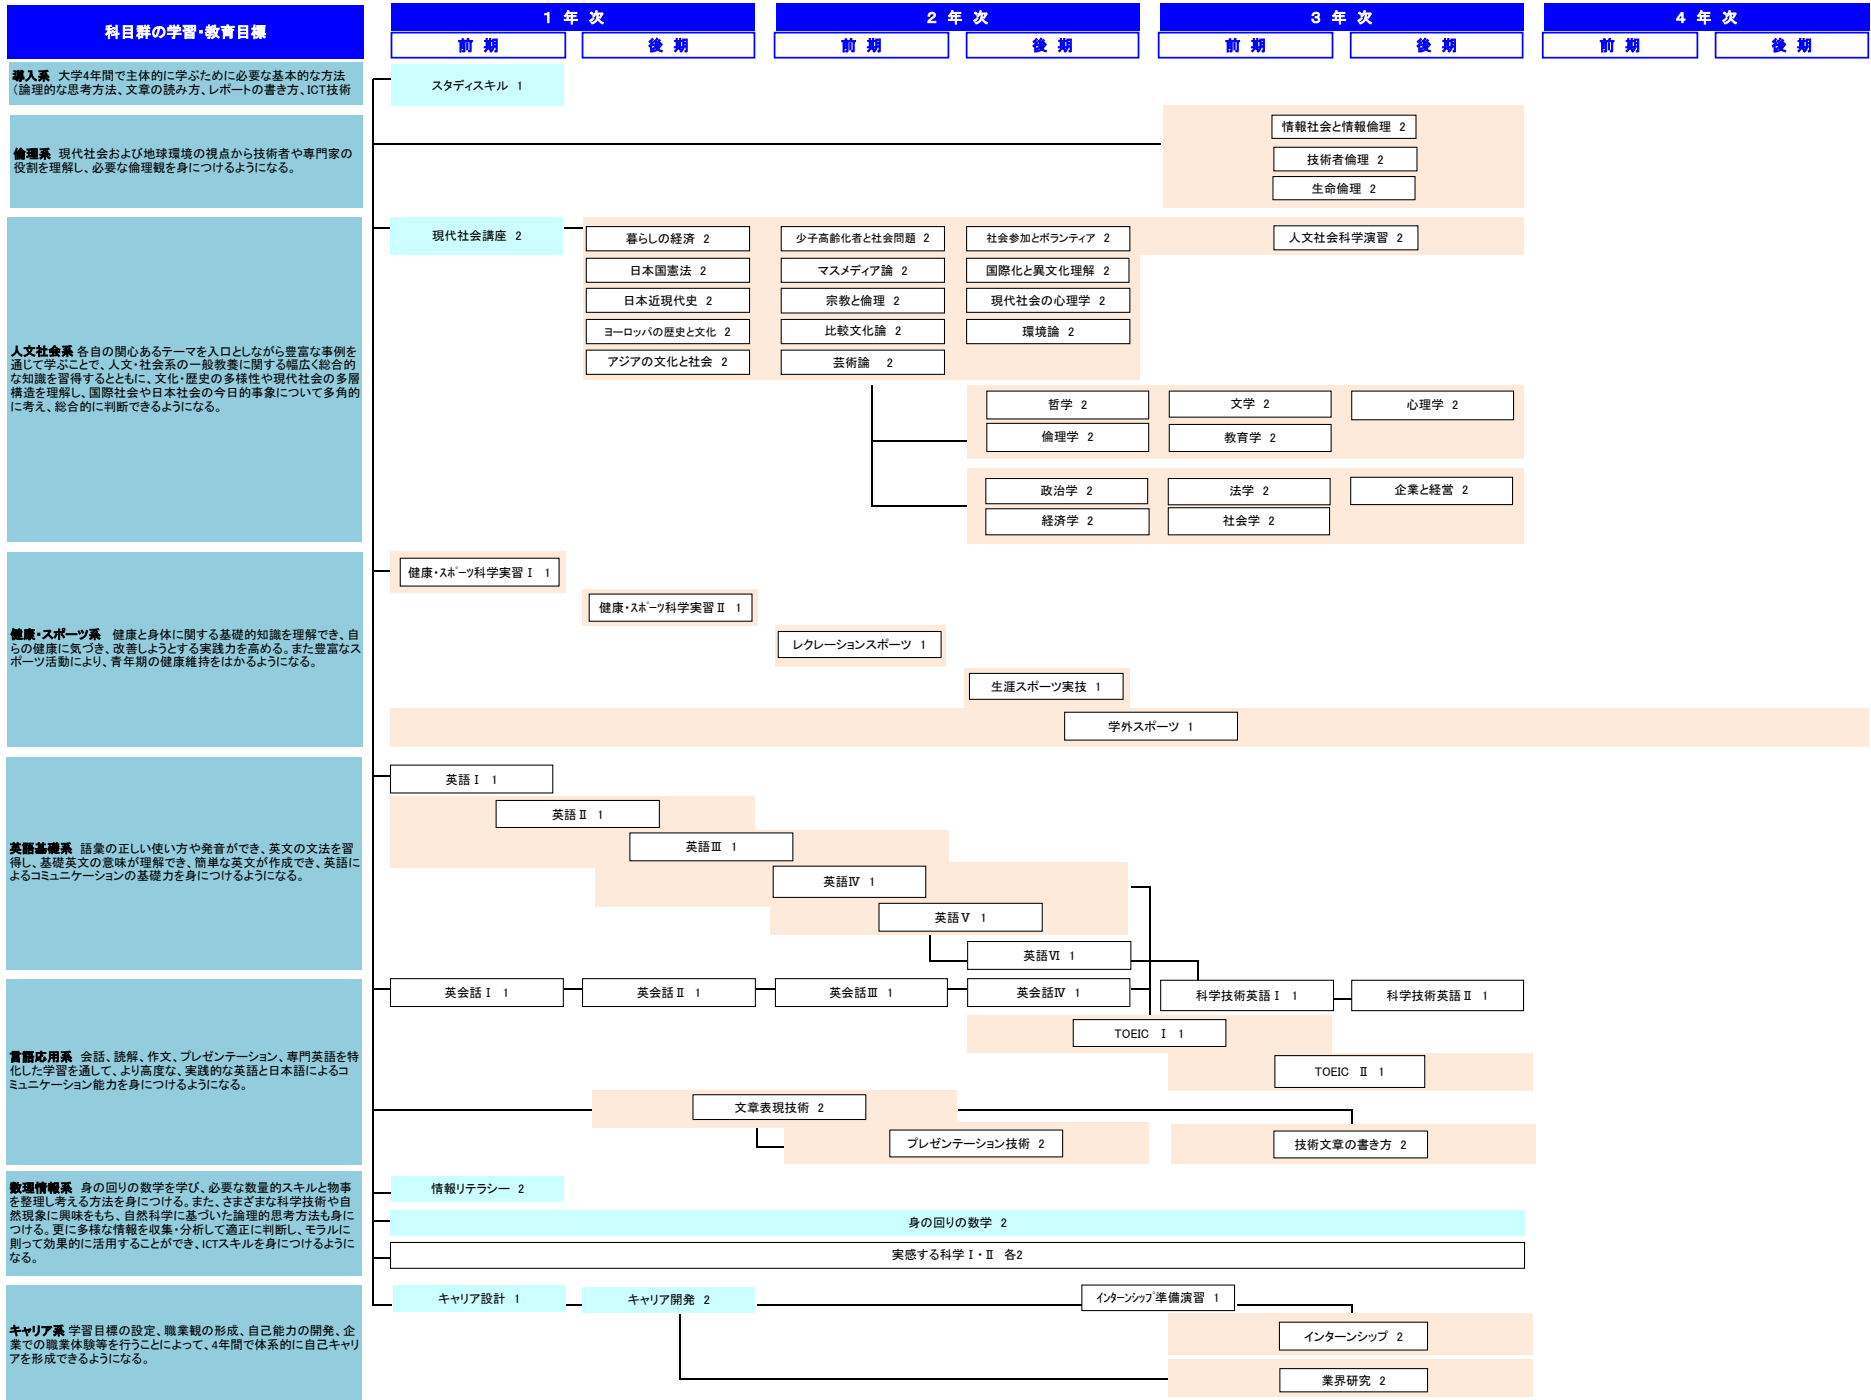 科目群の学習・教育目標
1 年 次
2 年 次
3 年 次
4 年 次
前 期
後 期
前 期
後 期
前 期
後 期
前 期
後 期
導入系 大学4年間で主体的に学ぶために必要な基本的な方法
（論理的な思考方法、文章の読み方、レポートの書き方、ICT技術
スタディスキル 1
倫理系 現代社会および地球環境の視点から技術者や専門家の
役割を理解し、必要な倫理観を身につけるようになる。
情報社会と情報倫理 2
技術者倫理 2
生命倫理 2
人文社会系 各自の関心あるテーマを入口としながら豊富な事例を
通じて学ぶことで、人文・社会系の一般教養に関する幅広く総合的
な知識を習得するとともに、文化・歴史の多様性や現代社会の多層
構造を理解し、国際社会や日本社会の今日的事象について多角的
に考え、総合的に判断できるようになる。
現代社会講座 2
暮らしの経済 2
少子高齢化者と社会問題 2
社会参加とボランティア 2
人文社会科学演習 2
日本国憲法 2
マスメディア論 2
国際化と異文化理解 2
日本近現代史 2
宗教と倫理 2
現代社会の心理学 2
ヨーロッパの歴史と文化 2
比較文化論 2
環境論 2
アジアの文化と社会 2
芸術論 2
哲学 2
文学 2
心理学 2
倫理学 2
教育学 2
政治学 2
法学 2
企業と経営 2
経済学 2
社会学 2
健康・スポーツ系 健康と身体に関する基礎的知識を理解でき、自
らの健康に気づき、改善しようとする実践力を高める。また豊富なス
ポーツ活動により、青年期の健康維持をはかるようになる。
健康・スポーツ科学実習Ⅰ 1
健康・スポーツ科学実習Ⅱ 1
レクレーションスポーツ 1
生涯スポーツ実技 1
学外スポーツ 1
英語基礎系 語彙の正しい使い方や発音ができ、英文の文法を習
得し、基礎英文の意味が理解でき、簡単な英文が作成でき、英語に
よるコミュニケーションの基礎力を身につけるようになる。
英語Ⅰ 1
英語Ⅱ 1
英語Ⅲ 1
英語Ⅳ 1
英語Ⅴ 1
英語Ⅵ 1
言語応用系 会話、読解、作文、プレゼンテーション、専門英語を特
化した学習を通して、より高度な、実践的な英語と日本語によるコ
ミュニケーション能力を身につけるようになる。
英会話Ⅰ 1
英会話Ⅱ 1
英会話Ⅲ 1
英会話Ⅳ 1
科学技術英語Ⅰ 1
科学技術英語Ⅱ 1
TOEIC Ⅰ 1
TOEIC Ⅱ 1
文章表現技術 2
プレゼンテーション技術 2
技術文章の書き方 2
数理情報系 身の回りの数学を学び、必要な数量的スキルと物事
を整理し考える方法を身につける。また、さまざまな科学技術や自
然現象に興味をもち、自然科学に基づいた論理的思考方法も身に
つける。更に多様な情報を収集・分析して適正に判断し、モラルに
則って効果的に活用することができ、ICTスキルを身につけるように
なる。
情報リテラシー 2
身の回りの数学 2
実感する科学Ⅰ・Ⅱ 各2
キャリア系 学習目標の設定、職業観の形成、自己能力の開発、企
業での職業体験等を行うことによって、4年間で体系的に自己キャリ
アを形成できるようになる。
キャリア設計 1
キャリア開発 2
インターンシップ準備演習 1
インターンシップ 2
業界研究 2